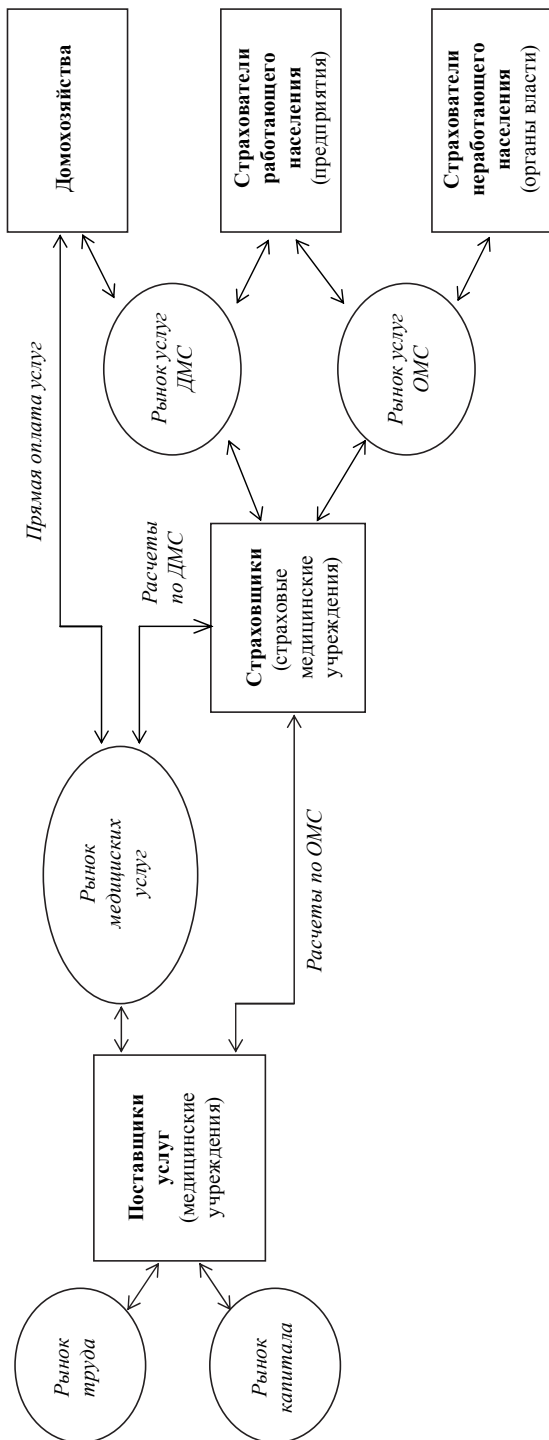 Рынок
труда
Рынок
капитала
Поставщики
услуг
(медицинские
учреждения)
Рынок
медициских
услуг
Расчеты по ОМС
Прямая оплата услуг
Расчеты
по ДМС
Страховщики
(страховые
медицинские
учреждения)
Рынок услуг
ДМС
Рынок услуг
ОМС
Домохозяйства
Страхователи
работающего
населения
(предприятия)
Страхователи
неработающего
населения
(органы власти)